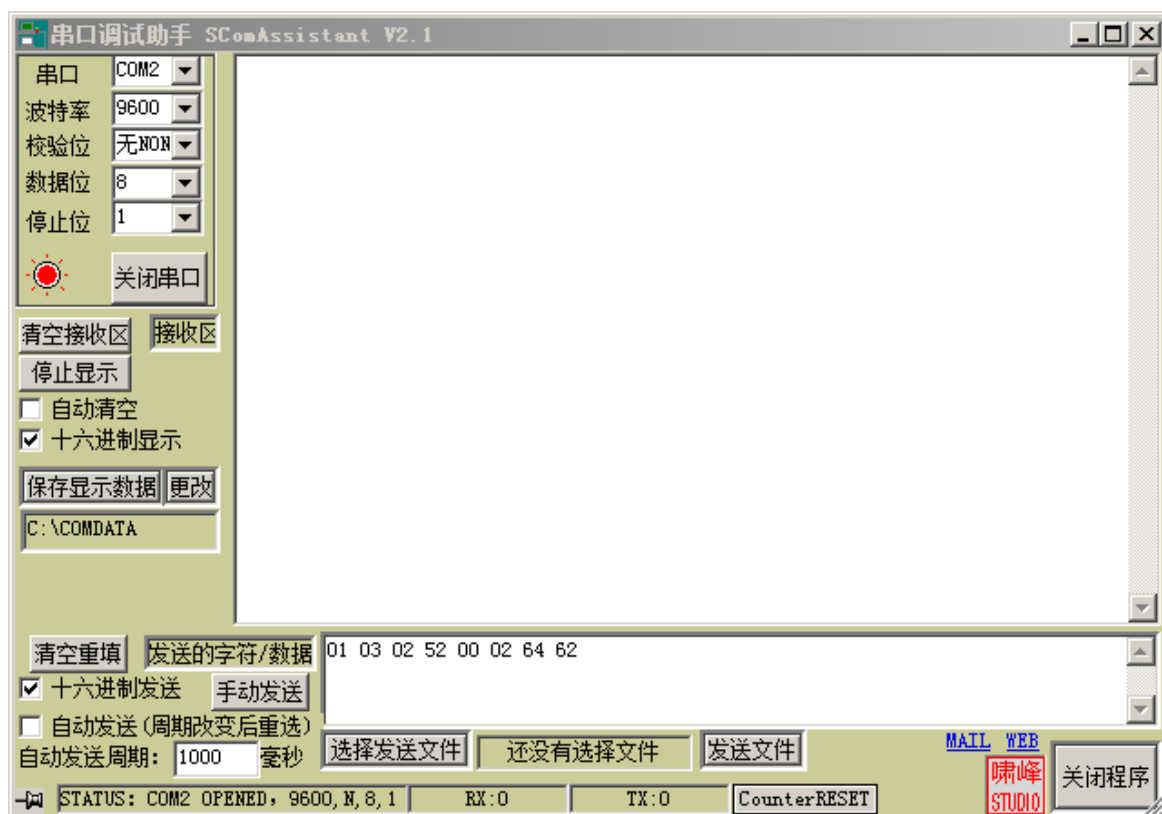 串口调试助手 SComAssistant V2.1
串口 COM2
波特率 9600
校验位 无NON
数据位 8
停止位 1
关闭串口
清空接收区 接收区
停止显示
自动清空
十六进制显示
保存显示数据 更改
C:\COMDATA
清空重填 发送的字符/数据 01 03 02 52 00 02 64 62
十六进制发送 手动发送
自动发送(周期改变后重选)
自动发送周期: 1000 毫秒 选择发送文件 还没有选择文件 发送文件 MAIL WEB
啸峰
STUDIO
关闭程序
STATUS: COM2 OPENED, 9600,N,8,1 RX:0 TX:0 CounterRESET